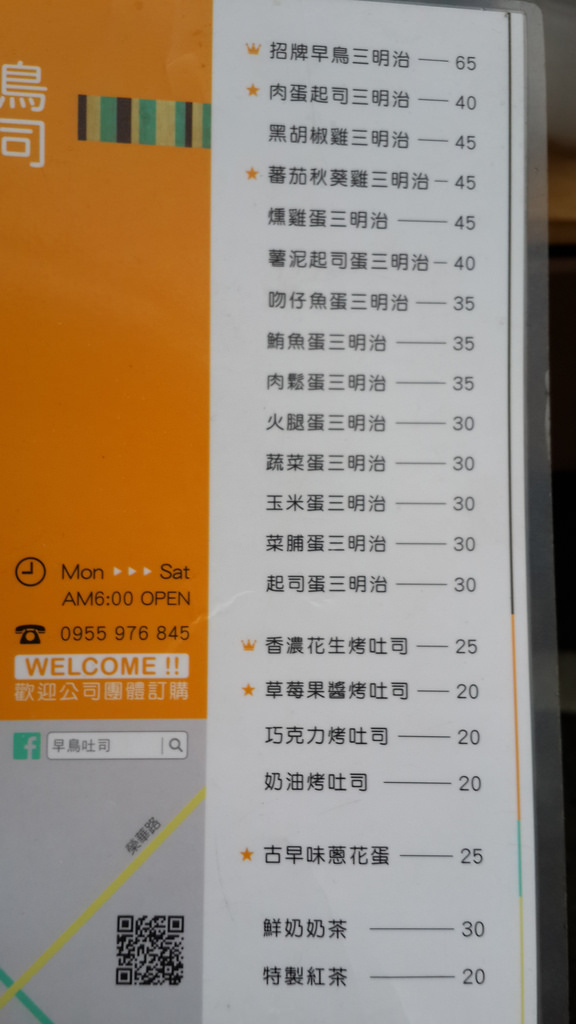 鳥
司
Mon ▸▸▸ Sat
AM6:00 OPEN
0955 976 845
WELCOME !!
歡迎公司團體訂購
早鳥吐司
榮華路
招牌早鳥三明治 — 65
肉蛋起司三明治 — 40
黑胡椒雞三明治 — 45
蕃茄秋葵雞三明治 — 45
燻雞蛋三明治 — 45
薯泥起司蛋三明治 — 40
吻仔魚蛋三明治 — 35
鮪魚蛋三明治 — 35
肉鬆蛋三明治 — 35
火腿蛋三明治 — 30
蔬菜蛋三明治 — 30
玉米蛋三明治 — 30
菜脯蛋三明治 — 30
起司蛋三明治 — 30
香濃花生烤吐司 — 25
草莓果醬烤吐司 — 20
巧克力烤吐司 — 20
奶油烤吐司 — 20
古早味蔥花蛋 — 25
鮮奶奶茶 — 30
特製紅茶 — 20